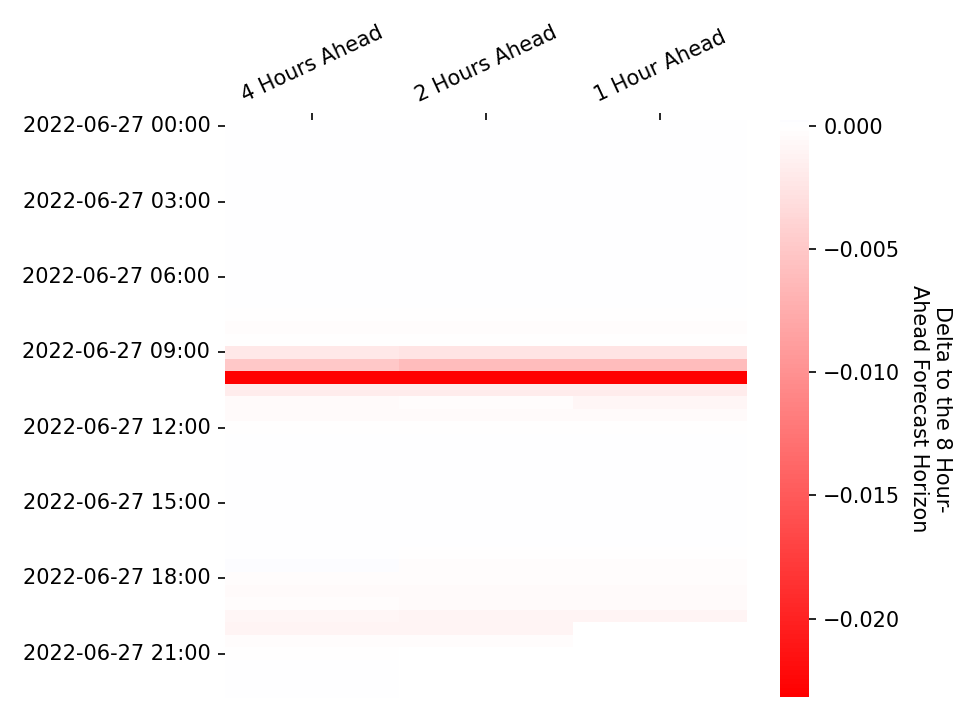 4 Hours Ahead
2 Hours Ahead
1 Hour Ahead
2022-06-27 00:00
2022-06-27 03:00
2022-06-27 06:00
2022-06-27 09:00
2022-06-27 12:00
2022-06-27 15:00
2022-06-27 18:00
2022-06-27 21:00
0.000
−0.005
−0.010
−0.015
−0.020
Delta to the 8 Hour-
Ahead Forecast Horizon